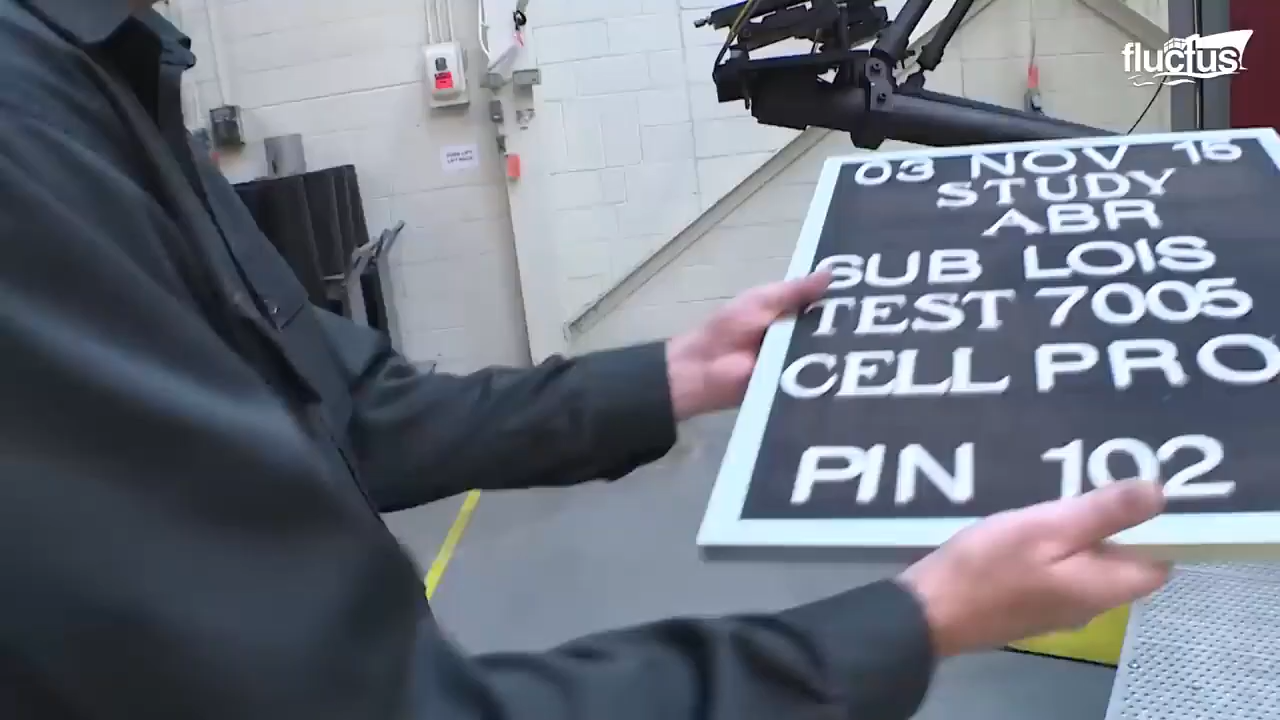 fluctus
03 NOV 16
STUDY
ABR
SUB LOIS
TEST 7005
CELL PRO
PIN 102